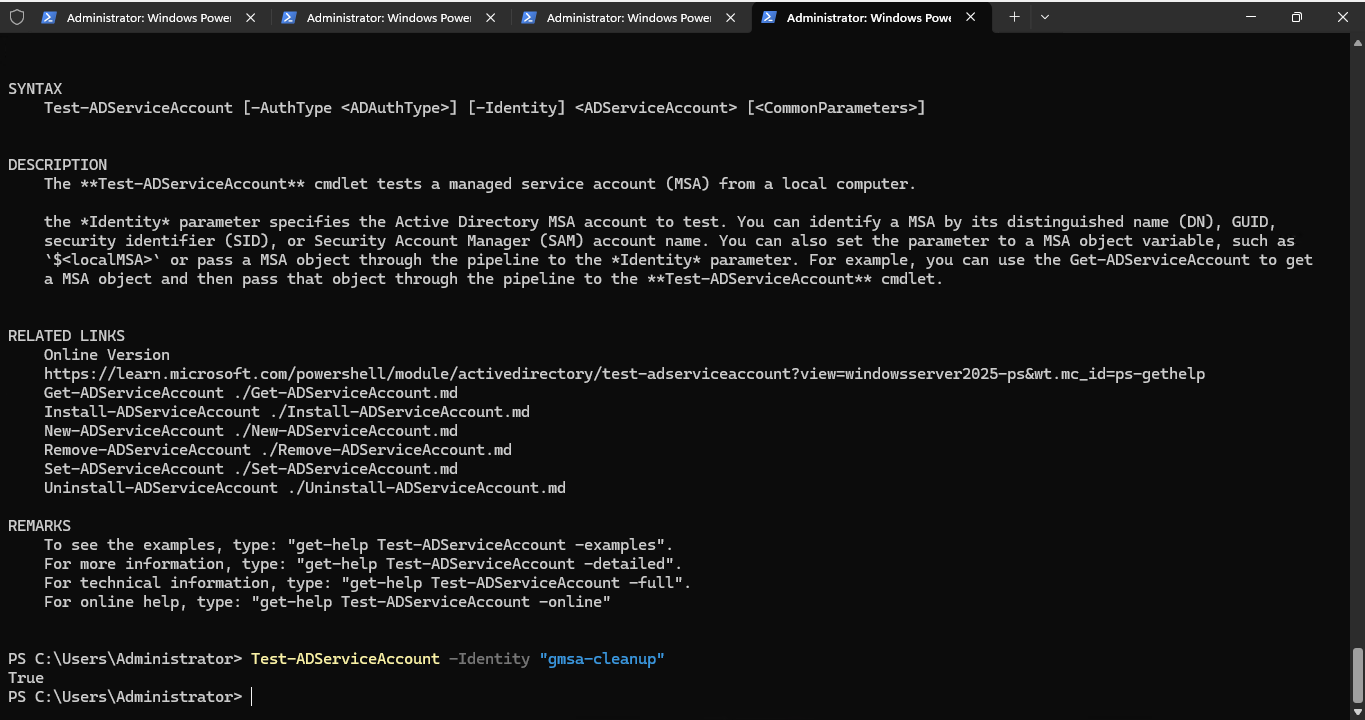 Administrator: Windows Power Administrator: Windows Power Administrator: Windows Power Administrator: Windows Powe
SYNTAX
Test-ADServiceAccount [-AuthType <ADAuthType>] [-Identity] <ADServiceAccount> [<CommonParameters>]
DESCRIPTION
The **Test-ADServiceAccount** cmdlet tests a managed service account (MSA) from a local computer.
the *Identity* parameter specifies the Active Directory MSA account to test. You can identify a MSA by its distinguished name (DN), GUID,
security identifier (SID), or Security Account Manager (SAM) account name. You can also set the parameter to a MSA object variable, such as
`$<localMSA>` or pass a MSA object through the pipeline to the *Identity* parameter. For example, you can use the Get-ADServiceAccount to get
a MSA object and then pass that object through the pipeline to the **Test-ADServiceAccount** cmdlet.
RELATED LINKS
Online Version
https://learn.microsoft.com/powershell/module/activedirectory/test-adserviceaccount?view=windowsserver2025-ps&wt.mc_id=ps-gethelp
Get-ADServiceAccount ./Get-ADServiceAccount.md
Install-ADServiceAccount ./Install-ADServiceAccount.md
New-ADServiceAccount ./New-ADServiceAccount.md
Remove-ADServiceAccount ./Remove-ADServiceAccount.md
Set-ADServiceAccount ./Set-ADServiceAccount.md
Uninstall-ADServiceAccount ./Uninstall-ADServiceAccount.md
REMARKS
To see the examples, type: "get-help Test-ADServiceAccount -examples".
For more information, type: "get-help Test-ADServiceAccount -detailed".
For technical information, type: "get-help Test-ADServiceAccount -full".
For online help, type: "get-help Test-ADServiceAccount -online"
PS C:\Users\Administrator> Test-ADServiceAccount -Identity "gmsa-cleanup"
True
PS C:\Users\Administrator>